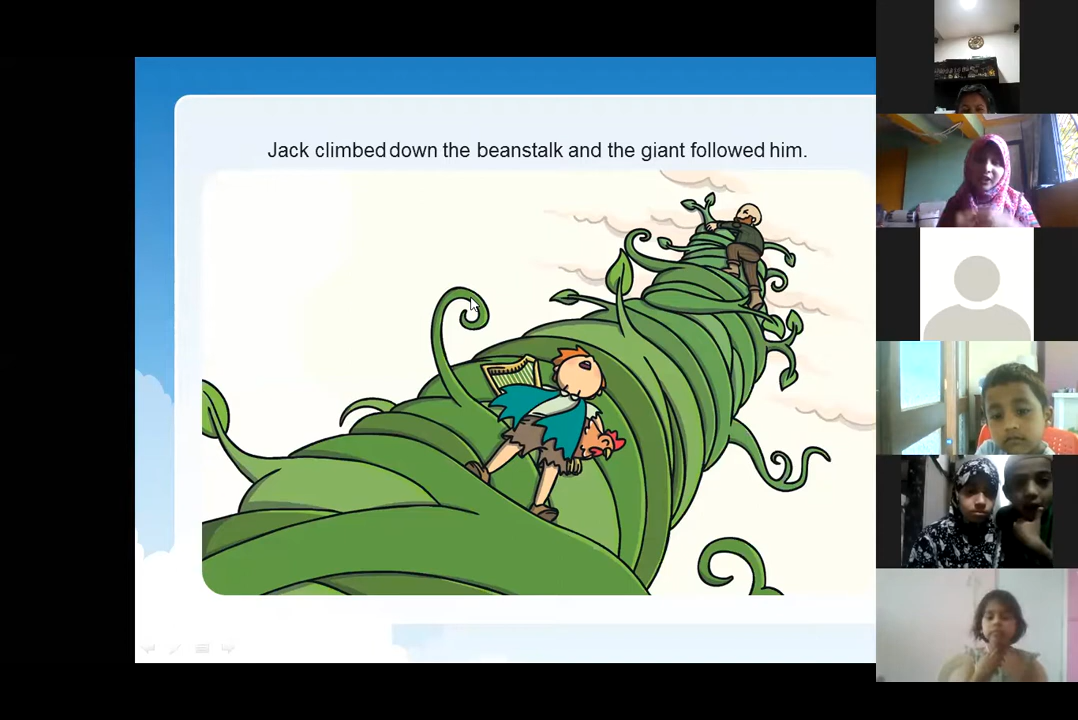 Jack climbed down the beanstalk and the giant followed him.